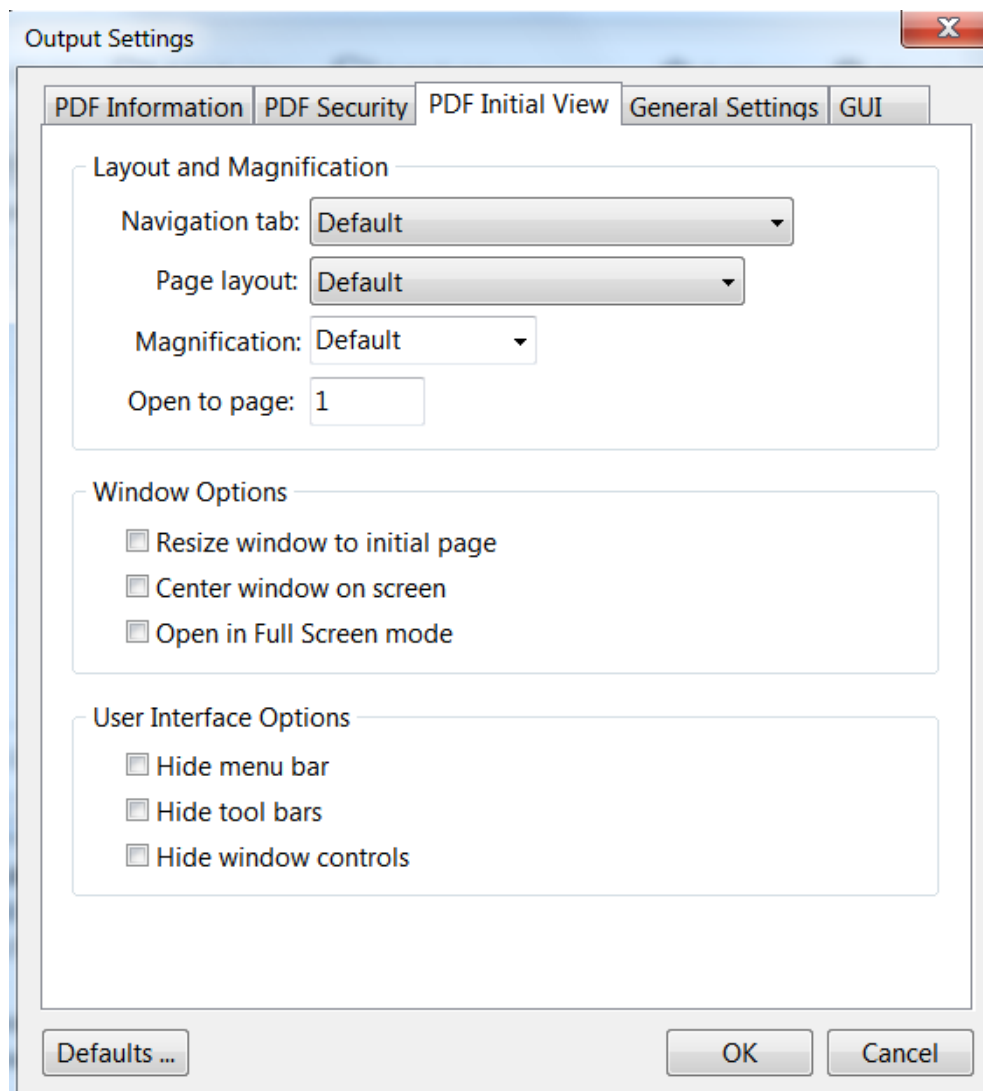 Output Settings
PDF Information PDF Security PDF Initial View General Settings GUI
Layout and Magnification
Navigation tab: Default
Page layout: Default
Magnification: Default
Open to page: 1
Window Options
Resize window to initial page
Center window on screen
Open in Full Screen mode
User Interface Options
Hide menu bar
Hide tool bars
Hide window controls
Defaults ... OK Cancel